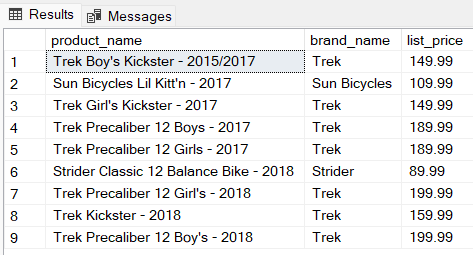 Results Messages
product_name brand_name list_price
1 Trek Boy's Kickster - 2015/2017 Trek 149.99
2 Sun Bicycles Lil Kitt'n - 2017 Sun Bicycles 109.99
3 Trek Girl's Kickster - 2017 Trek 149.99
4 Trek Precaliber 12 Boys - 2017 Trek 189.99
5 Trek Precaliber 12 Girls - 2017 Trek 189.99
6 Strider Classic 12 Balance Bike - 2018 Strider 89.99
7 Trek Precaliber 12 Girl's - 2018 Trek 199.99
8 Trek Kickster - 2018 Trek 159.99
9 Trek Precaliber 12 Boy's - 2018 Trek 199.99